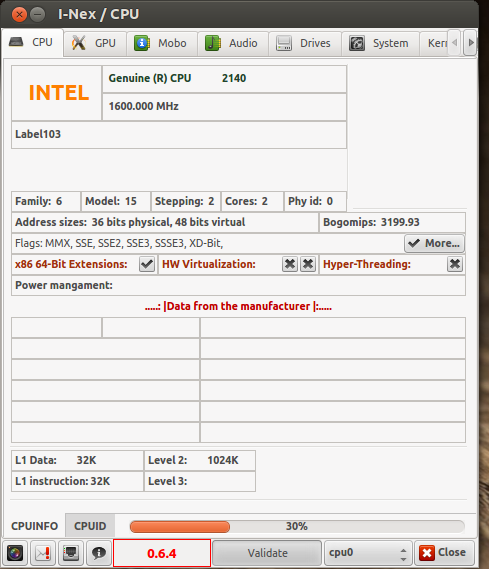 I-Nex / CPU
CPU GPU Mobo Audio Drives System Ker
INTEL
Genuine (R) CPU 2140
1600.000 MHz
Label103
Family: 6 Model: 15 Stepping: 2 Cores: 2 Phy id: 0
Address sizes: 36 bits physical, 48 bits virtual Bogomips: 3199.93
Flags: MMX, SSE, SSE2, SSE3, SSSE3, XD-Bit, More...
x86 64-Bit Extensions: HW Virtualization: Hyper-Threading:
Power mangament:
.....: |Data from the manufacturer |:.....
L1 Data: 32K Level 2: 1024K
L1 instruction: 32K Level 3:
CPUINFO CPUID 30%
0.6.4 Validate cpu0 Close